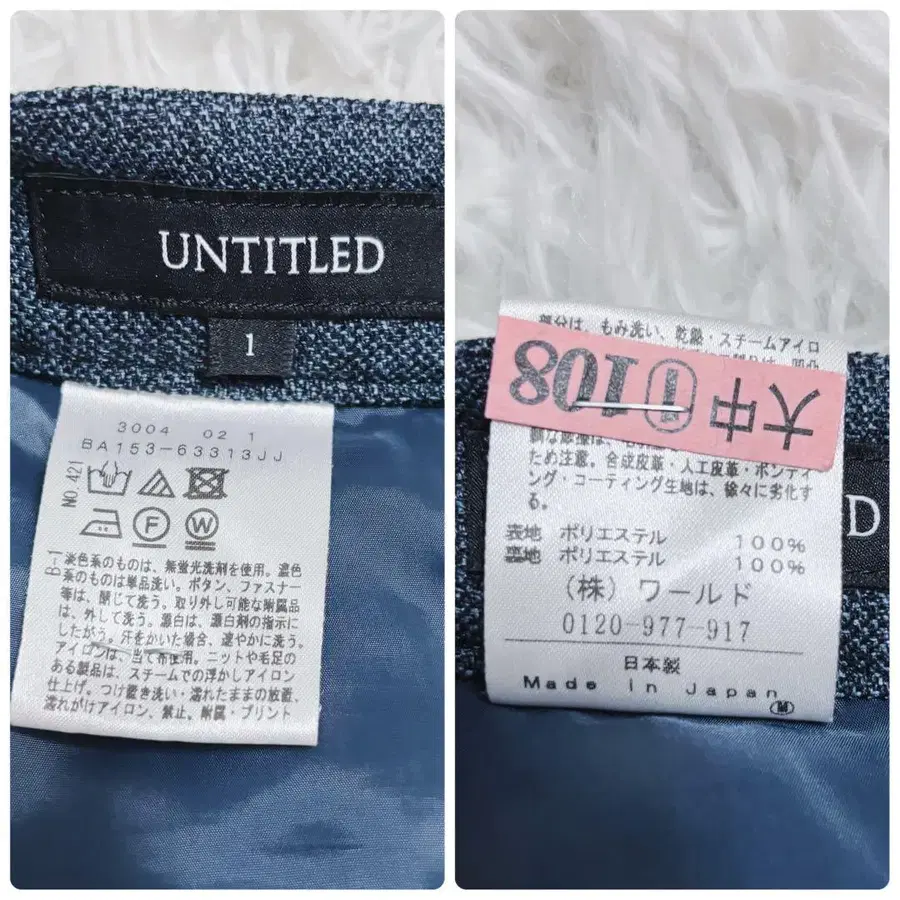 UNTITLED
1
3004 02 1
BA153-63313JJ
NO.421
F
W
B-1
淡色系のものは、無蛍光洗剤を使用。濃色
系のものは単品洗い。ボタン、ファスナー
等は、閉じて洗う。取り外し可能な附属品
は、外して洗う。漂白は、漂白剤の指示に
したがう。汗をかいた場合、速やかに洗う。
アイロンは、当て布使用。ニットや毛足の
ある製品は、スチームでの浮かしアイロン
仕上げ。つけ置き洗い・濡れたままの放置、
濡れがけアイロン、禁止。附属・プリント
部分は、もみ洗い、乾燥・スチームアイロ
大中①108
ため注意。合成皮革・人工皮革・ボンディ
ング・コーティング生地は、徐々に劣化す
る。
表地 ポリエステル 100%
裏地 ポリエステル 100%
(株) ワールド
0120-977-917
日本製
Made in Japan
M
D